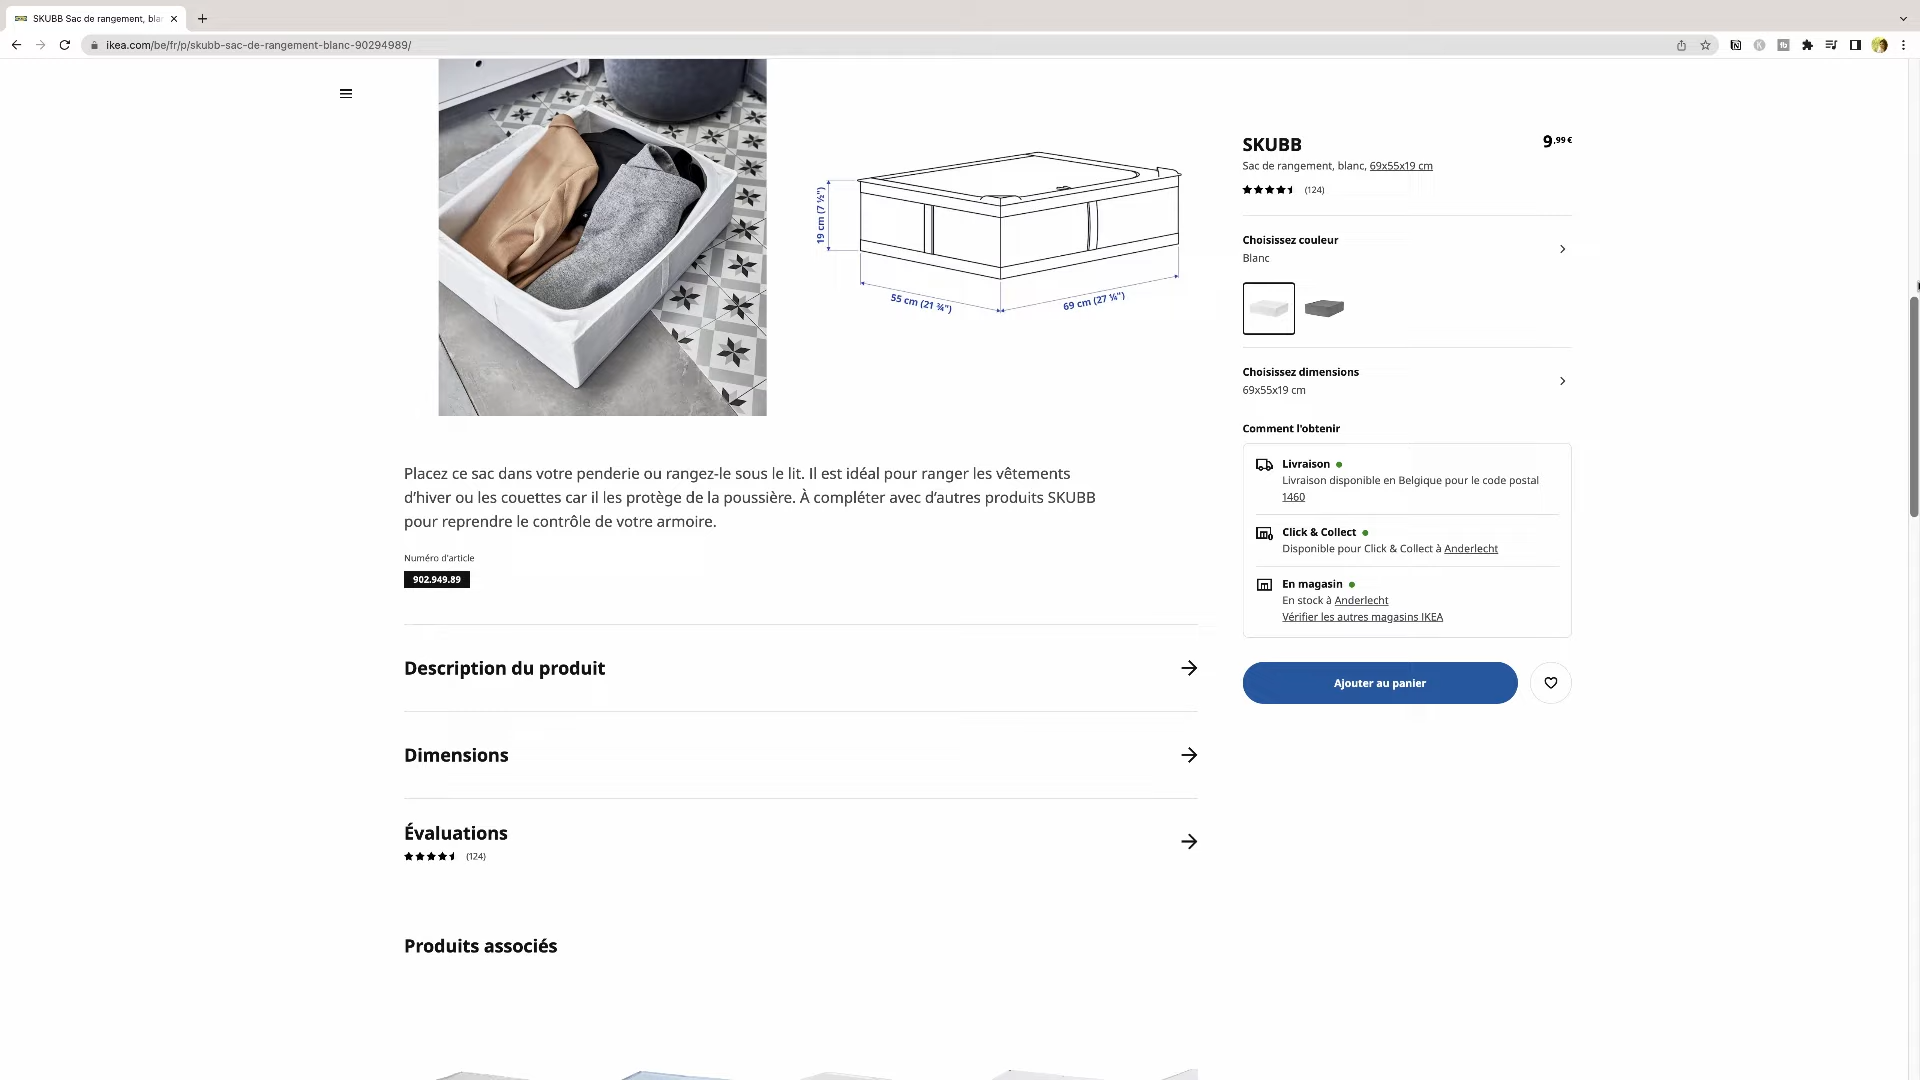 SKUBB Sac de rangement, bla
ikea.com/be/fr/p/skubb-sac-de-rangement-blanc-90294989/
19 cm (7 ½")
55 cm (21 ¾")
69 cm (27 ¼")
Placez ce sac dans votre penderie ou rangez-le sous le lit. Il est idéal pour ranger les vêtements
d’hiver ou les couettes car il les protège de la poussière. À compléter avec d’autres produits SKUBB
pour reprendre le contrôle de votre armoire.
Numéro d'article
902.949.89
Description du produit
Dimensions
Évaluations
(124)
Produits associés
SKUBB
9,99€
Sac de rangement, blanc, 69x55x19 cm
(124)
Choisissez couleur
Blanc
Choisissez dimensions
69x55x19 cm
Comment l'obtenir
Livraison
Livraison disponible en Belgique pour le code postal
1460
Click & Collect
Disponible pour Click & Collect à Anderlecht
En magasin
En stock à Anderlecht
Vérifier les autres magasins IKEA
Ajouter au panier